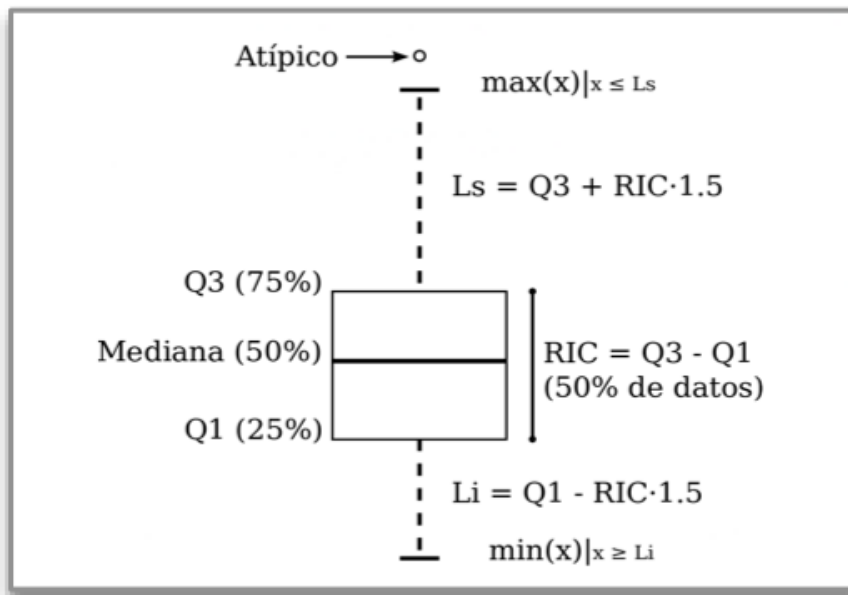 Atípico
max(x)|x ≤ Ls
Ls = Q3 + RIC·1.5
Q3 (75%)
Mediana (50%)
RIC = Q3 - Q1
(50% de datos)
Q1 (25%)
Li = Q1 - RIC·1.5
min(x)|x ≥ Li